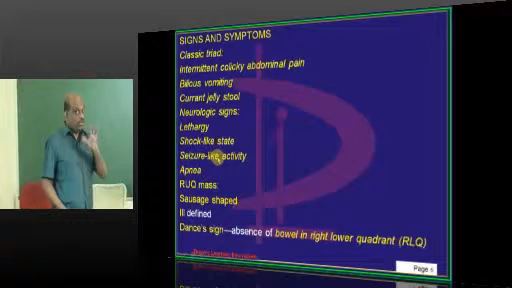 SIGNS AND SYMPTOMS
Classic triad:
Intermittent colicky abdominal pain
Bilious vomiting
Currant jelly stool
Neurologic signs:
Lethargy
Shock-like state
Seizure-like activity
Apnea
RUQ mass:
Sausage shaped
Ill defined
Dance's sign—absence of bowel in right lower quadrant (RLQ)
Page 6